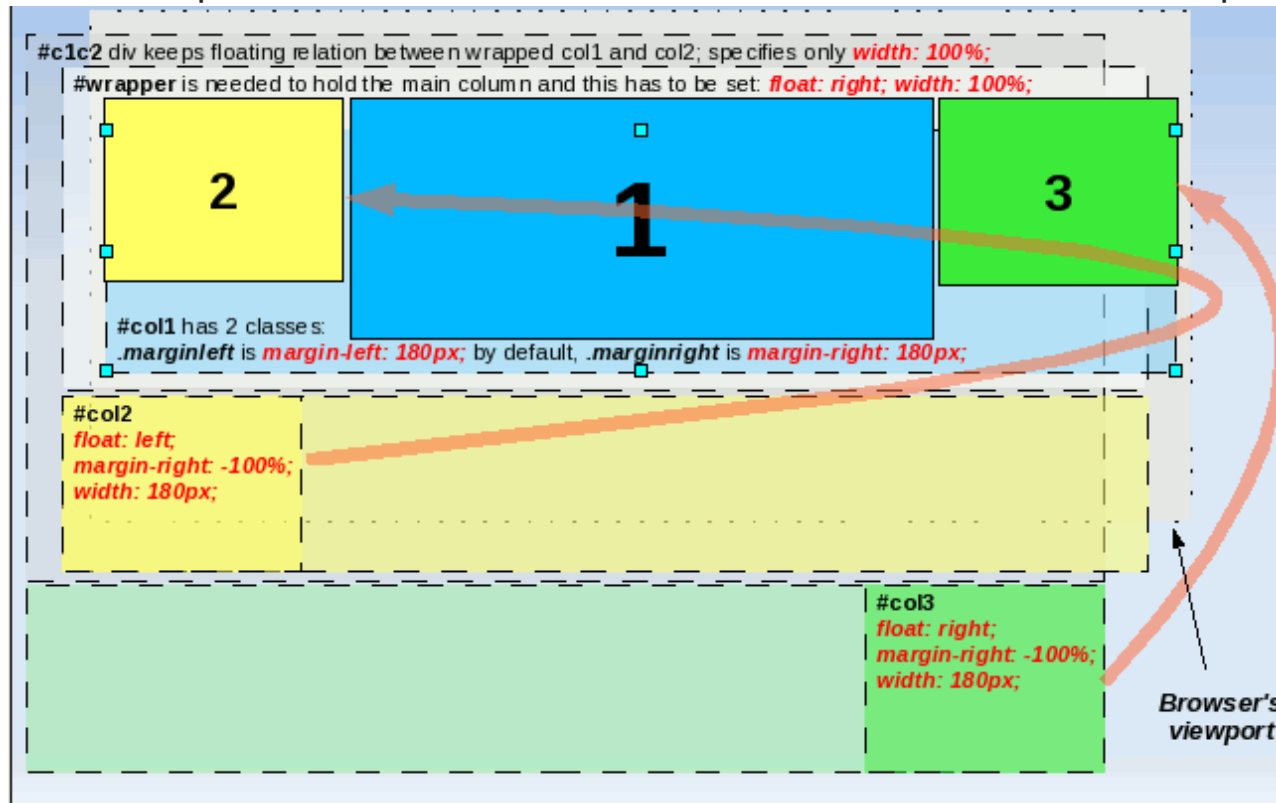 #c1c2 div keeps floating relation between wrapped col1 and col2; specifies only width: 100%;
#wrapper is needed to hold the main column and this has to be set: float: right; width: 100%;
2
1
3
#col1 has 2 classes:
.marginleft is margin-left: 180px; by default, .marginright is margin-right: 180px;
#col2
float: left;
margin-right: -100%;
width: 180px;
#col3
float: right;
margin-right: -100%;
width: 180px;
Browser's
viewport